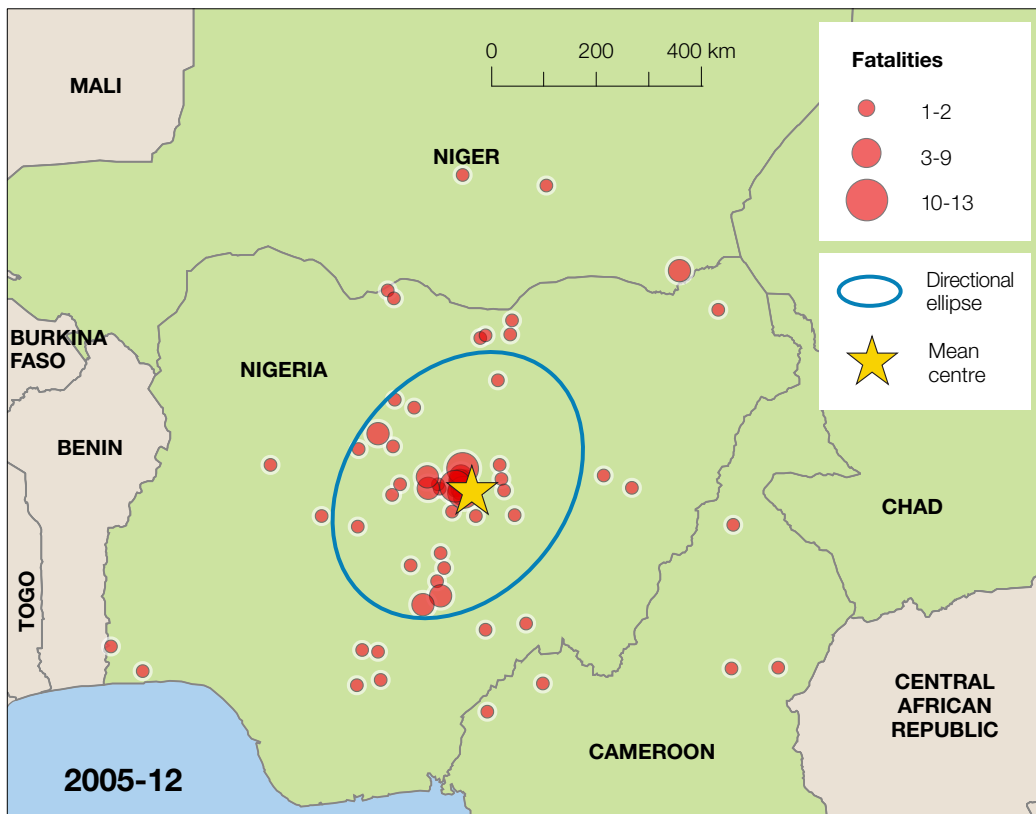 0 200 400 km
Fatalities
1-2
3-9
10-13
Directional
ellipse
Mean
centre
MALI
NIGER
BURKINA
FASO
NIGERIA
BENIN
TOGO
CHAD
CENTRAL
AFRICAN
REPUBLIC
CAMEROON
2005-12